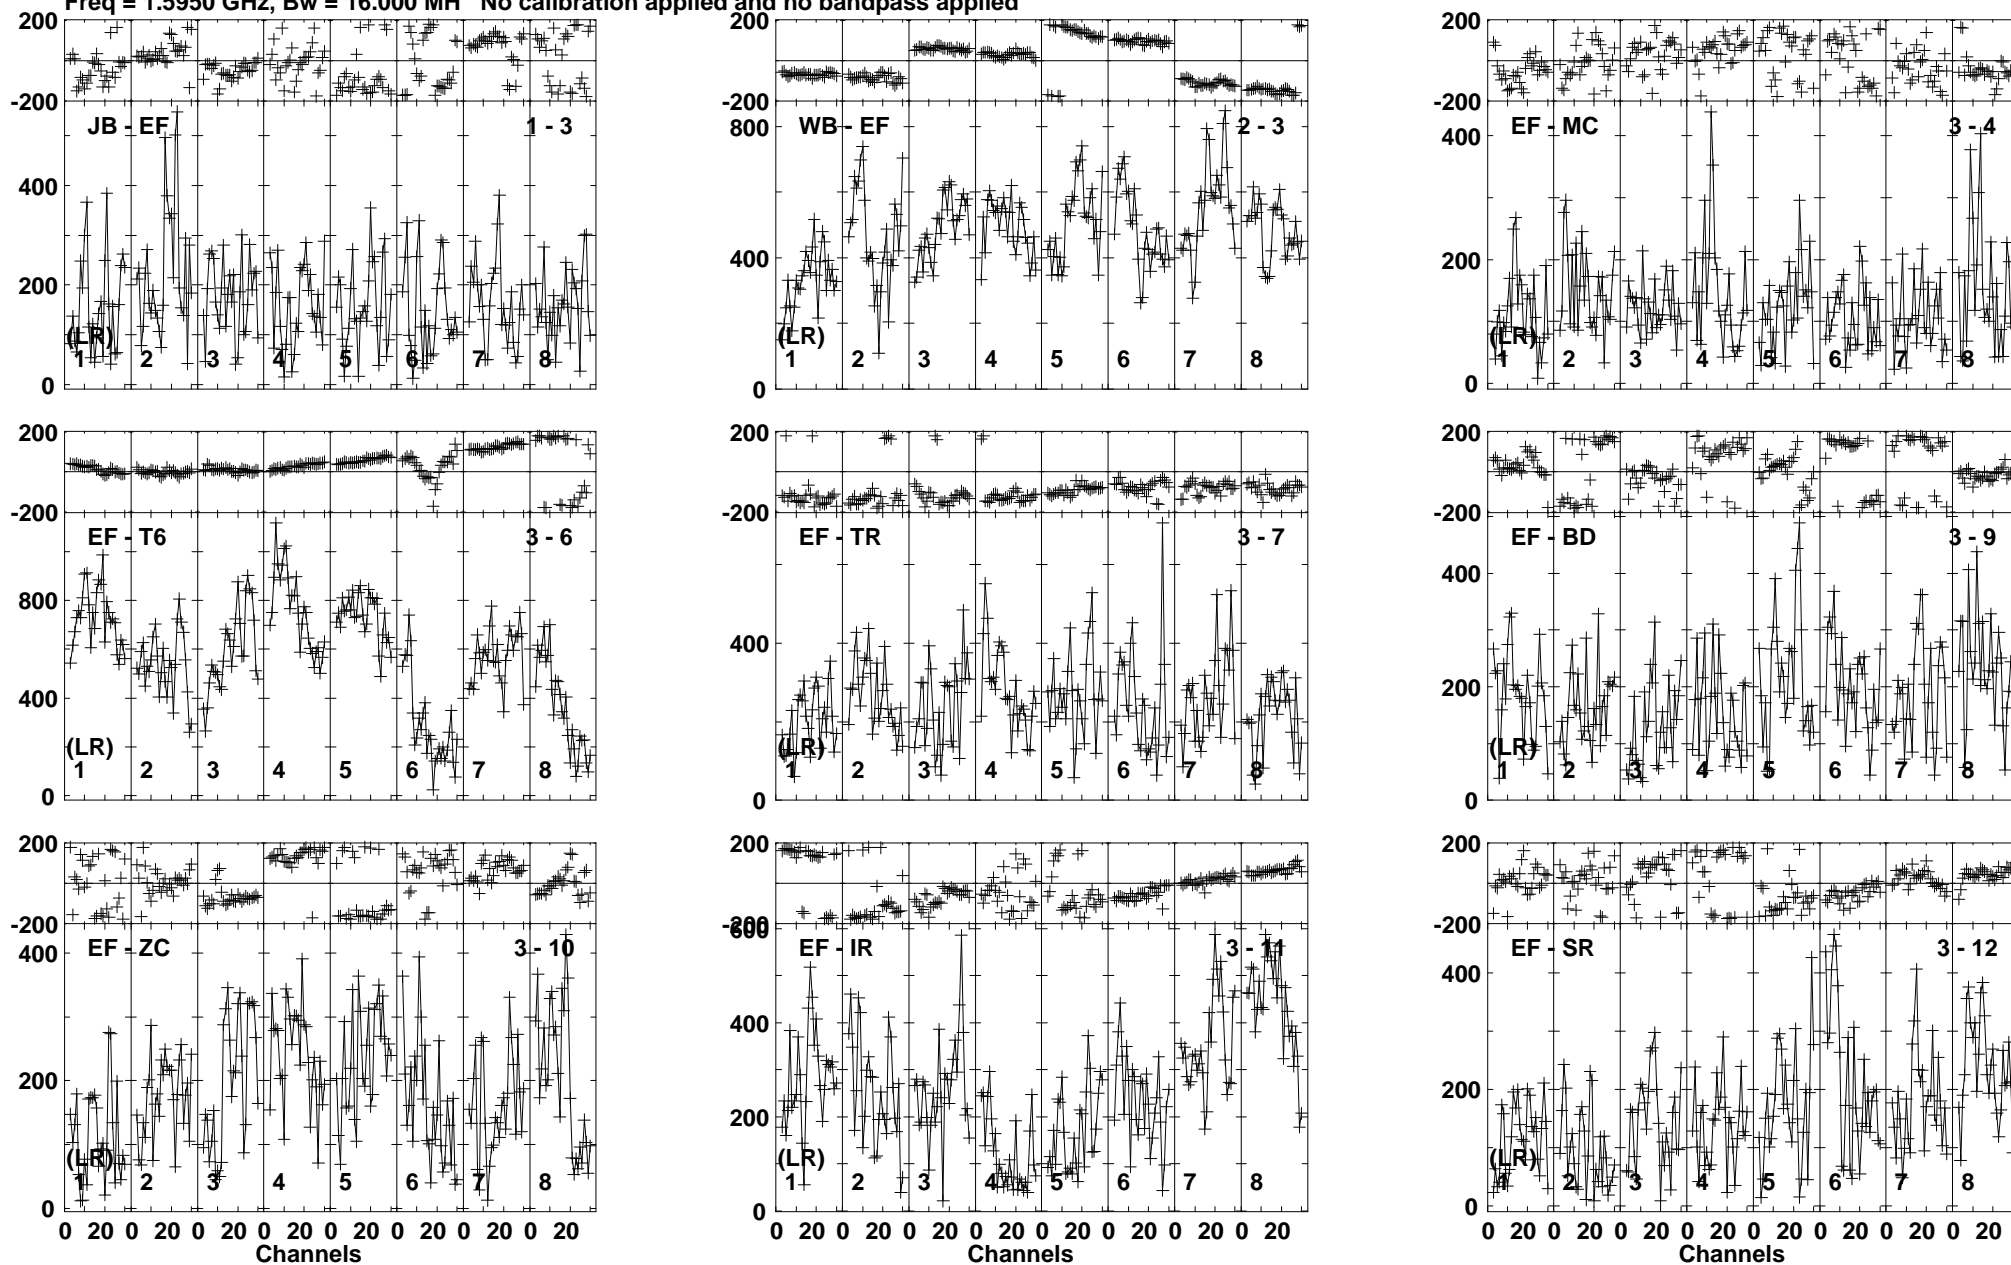 Freq = 1.5950 GHz, Bw = 16.000 MH No calibration applied and no bandpass applied
200 200 200
-200 -200 -200
JB - EF 1 - 3 WB - EF 2 - 3 EF - MC 3 - 4
800
400
400 400
200 200
(LR) (LR) (LR)
1 2 3 4 5 6 7 8 1 2 3 4 5 6 7 8 1 2 3 4 5 6 7 8
0 0 0
200 200 200
-200 -200 -200
EF - T6 3 - 6 EF - TR 3 - 7 EF - BD 3 - 9
800 400
400 400 200
(LR) (LR) (LR)
1 2 3 4 5 6 7 8 1 2 3 4 5 6 7 8 1 2 3 4 5 6 7 8
0 0 0
200 200 200
-200 -200 -200
600
EF - ZC 3 - 10 EF - IR 3 - 11 EF - SR 3 - 12
400 400 400
200 200 200
(LR) (LR) (LR)
1 2 3 4 5 6 7 8 1 2 3 4 5 6 7 8 1 2 3 4 5 6 7 8
0 0 0
0 20 0 20 0 20 0 20 0 20 0 20 0 20 0 20 0 20 0 20 0 20 0 20 0 20 0 20 0 20 0 20 0 20 0 20 0 20 0 20 0 20 0 20 0 20 0 20
Channels Channels Channels